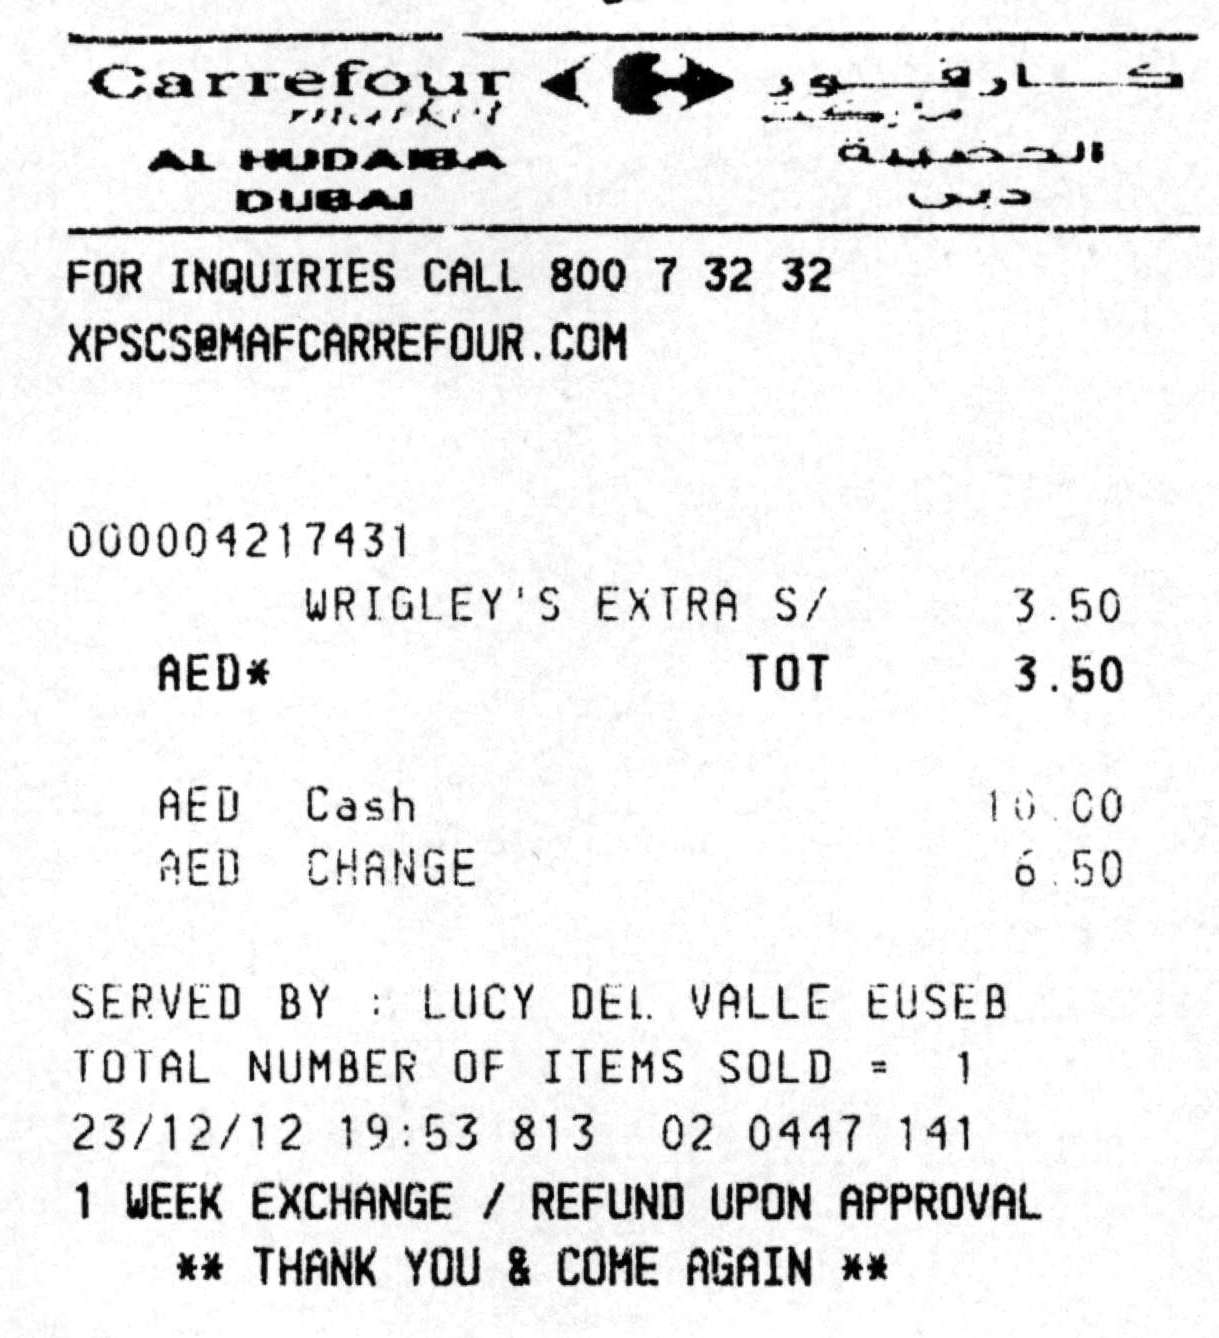 Carrefour كارفور
market ماركت
AL HUDAIBA الحضيبة
DUBAI دبي
FOR INQUIRIES CALL 800 7 32 32
XPSCS@MAFCARREFOUR.COM
000004217431
WRIGLEY'S EXTRA S/ 3.50
AED* TOT 3.50
AED Cash 10.00
AED CHANGE 6.50
SERVED BY : LUCY DEL VALLE EUSEB
TOTAL NUMBER OF ITEMS SOLD = 1
23/12/12 19:53 813 02 0447 141
1 WEEK EXCHANGE / REFUND UPON APPROVAL
** THANK YOU & COME AGAIN **